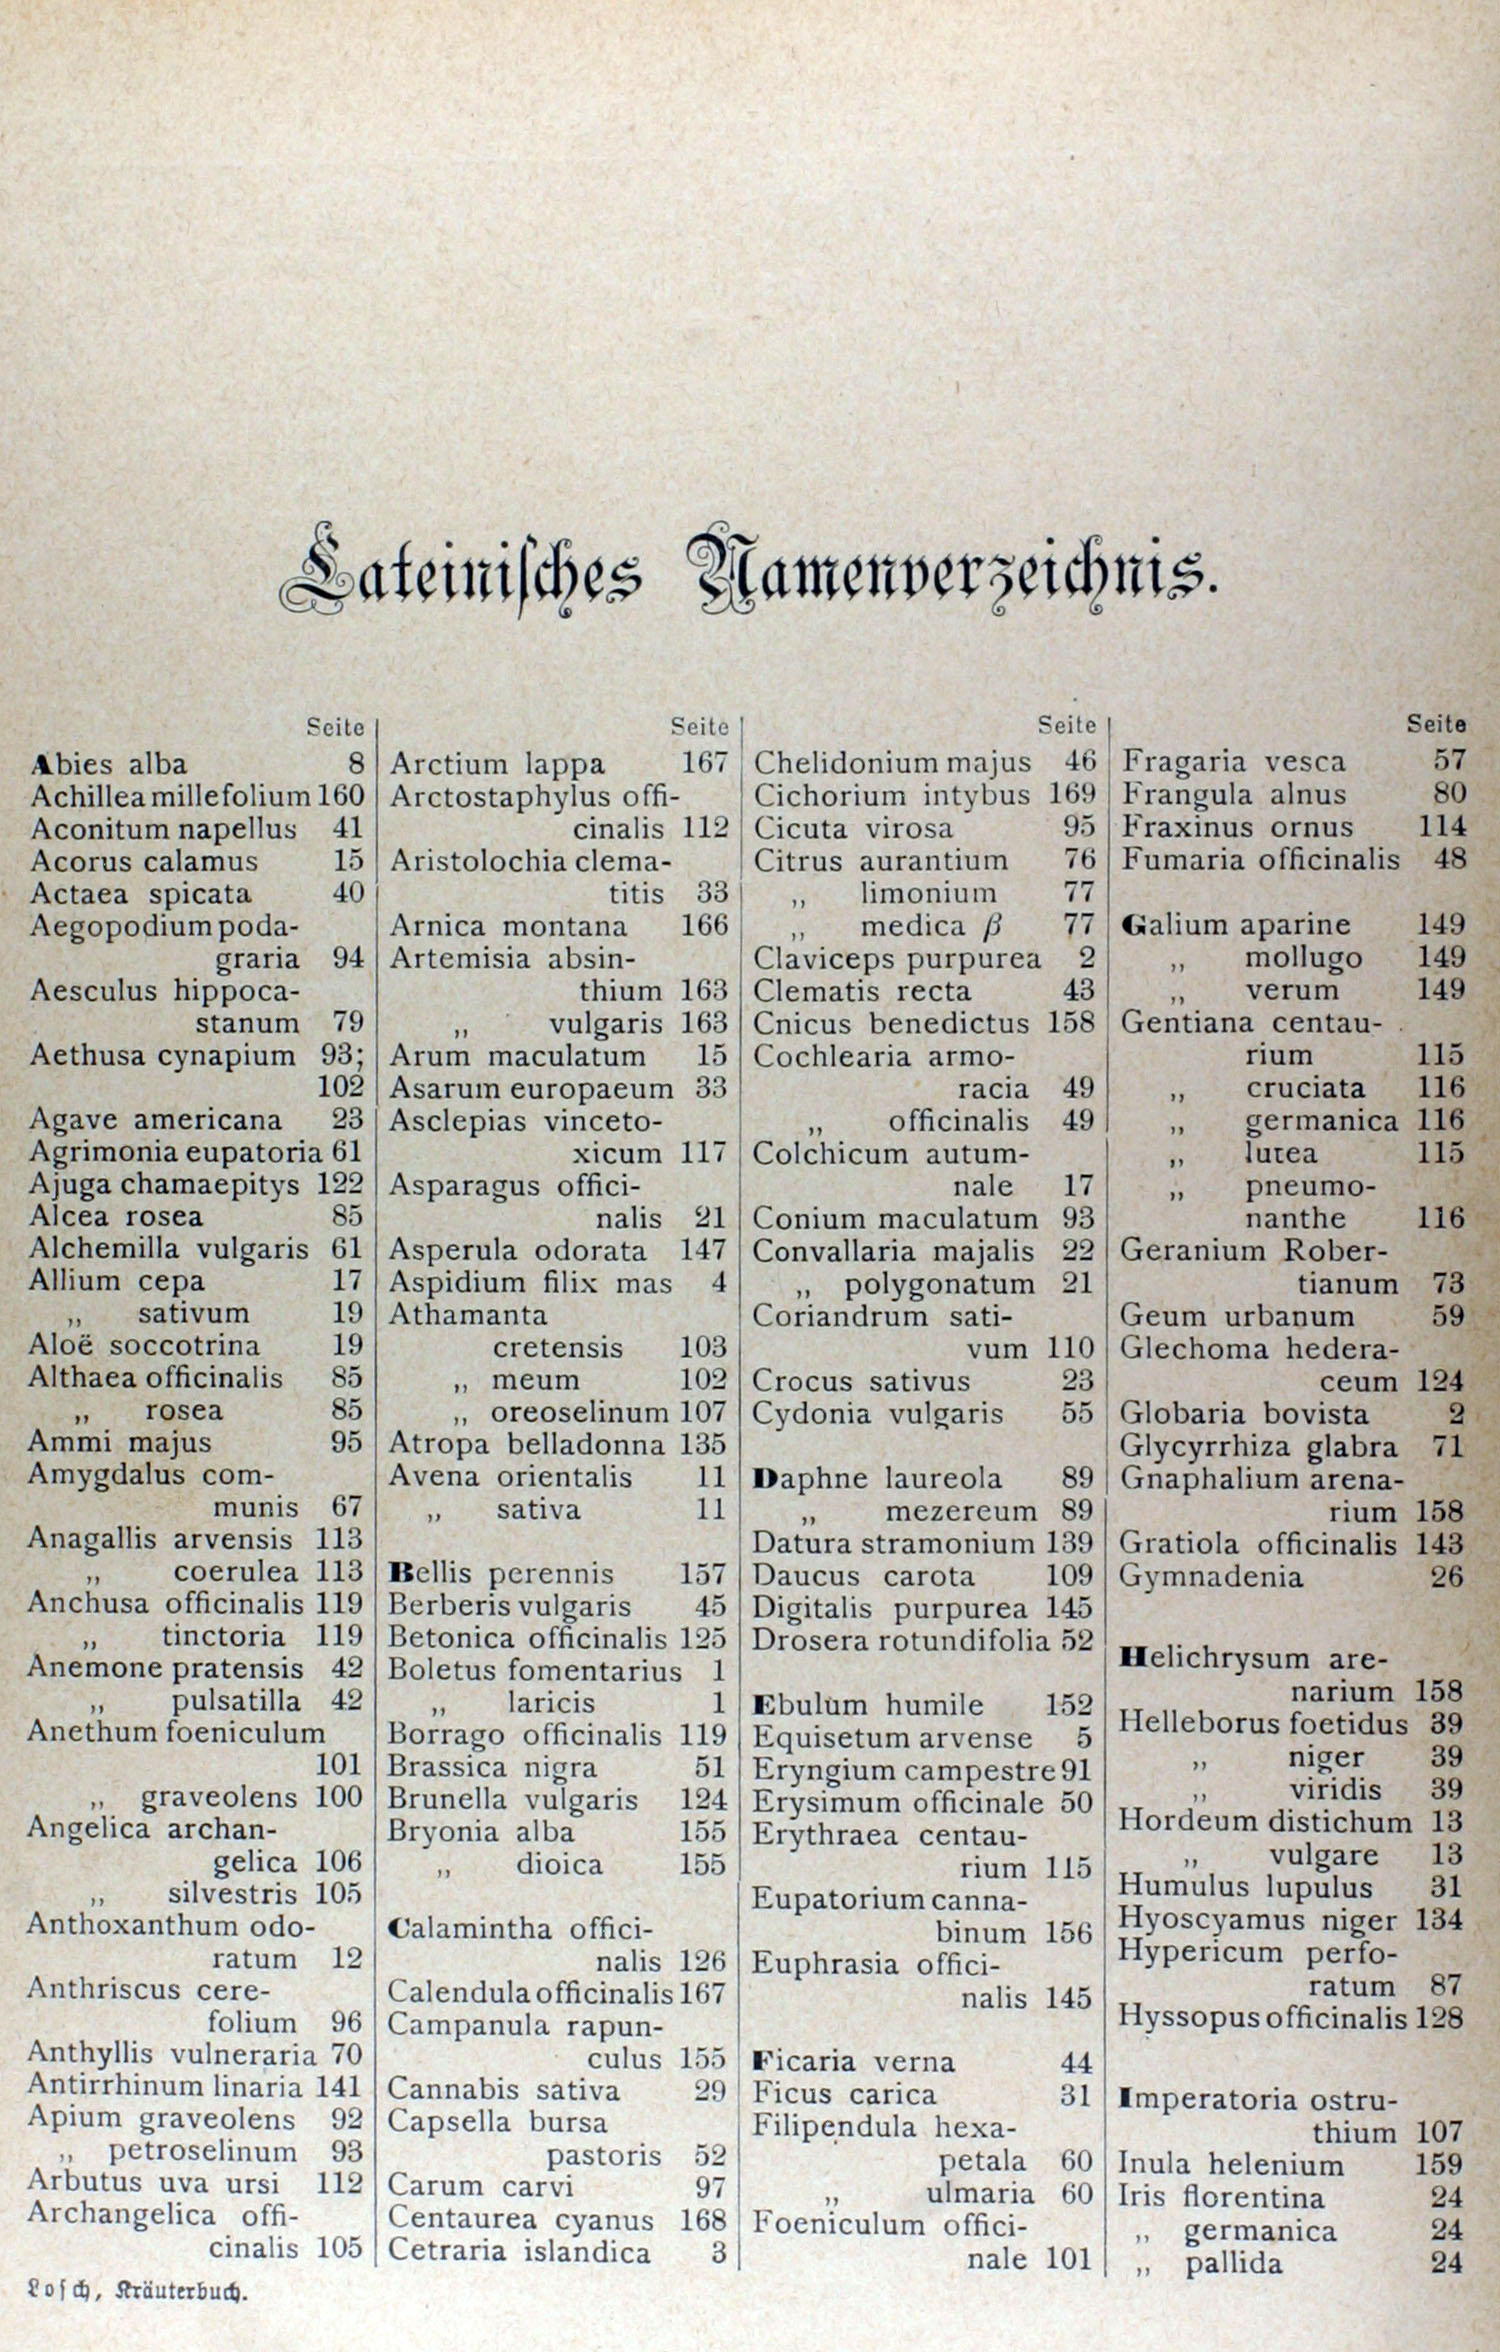 Lateinisches Namenverzeichnis.
Seite
Abies alba 8
Achillea millefolium 160
Aconitum napellus 41
Acorus calamus 15
Actaea spicata 40
Aegopodium poda-
graria 94
Aesculus hippoca-
stanum 79
Aethusa cynapium 93;
102
Agave americana 23
Agrimonia eupatoria 61
Ajuga chamaepitys 122
Alcea rosea 85
Alchemilla vulgaris 61
Allium cepa 17
„ sativum 19
Aloë soccotrina 19
Althaea officinalis 85
„ rosea 85
Ammi majus 95
Amygdalus com-
munis 67
Anagallis arvensis 113
„ coerulea 113
Anchusa officinalis 119
„ tinctoria 119
Anemone pratensis 42
„ pulsatilla 42
Anethum foeniculum
101
„ graveolens 100
Angelica archan-
gelica 106
„ silvestris 105
Anthoxanthum odo-
ratum 12
Anthriscus cere-
folium 96
Anthyllis vulneraria 70
Antirrhinum linaria 141
Apium graveolens 92
„ petroselinum 93
Arbutus uva ursi 112
Archangelica offi-
cinalis 105
Seite
Arctium lappa 167
Arctostaphylus offi-
cinalis 112
Aristolochia clema-
titis 33
Arnica montana 166
Artemisia absin-
thium 163
„ vulgaris 163
Arum maculatum 15
Asarum europaeum 33
Asclepias vinceto-
xicum 117
Asparagus offici-
nalis 21
Asperula odorata 147
Aspidium filix mas 4
Athamanta
cretensis 103
„ meum 102
„ oreoselinum 107
Atropa belladonna 135
Avena orientalis 11
„ sativa 11
Bellis perennis 157
Berberis vulgaris 45
Betonica officinalis 125
Boletus fomentarius 1
„ laricis 1
Borrago officinalis 119
Brassica nigra 51
Brunella vulgaris 124
Bryonia alba 155
„ dioica 155
Calamintha offici-
nalis 126
Calendula officinalis 167
Campanula rapun-
culus 155
Cannabis sativa 29
Capsella bursa
pastoris 52
Carum carvi 97
Centaurea cyanus 168
Cetraria islandica 3
Seite
Chelidonium majus 46
Cichorium intybus 169
Cicuta virosa 95
Citrus aurantium 76
„ limonium 77
„ medica β 77
Claviceps purpurea 2
Clematis recta 43
Cnicus benedictus 158
Cochlearia armo-
racia 49
„ officinalis 49
Colchicum autum-
nale 17
Conium maculatum 93
Convallaria majalis 22
„ polygonatum 21
Coriandrum sati-
vum 110
Crocus sativus 23
Cydonia vulgaris 55
Daphne laureola 89
„ mezereum 89
Datura stramonium 139
Daucus carota 109
Digitalis purpurea 145
Drosera rotundifolia 52
Ebulum humile 152
Equisetum arvense 5
Eryngium campestre 91
Erysimum officinale 50
Erythraea centau-
rium 115
Eupatorium canna-
binum 156
Euphrasia offici-
nalis 145
Ficaria verna 44
Ficus carica 31
Filipendula hexa-
petala 60
„ ulmaria 60
Foeniculum offici-
nale 101
Seite
Fragaria vesca 57
Frangula alnus 80
Fraxinus ornus 114
Fumaria officinalis 48
Galium aparine 149
„ mollugo 149
„ verum 149
Gentiana centau-
rium 115
„ cruciata 116
„ germanica 116
„ lutea 115
„ pneumo-
nanthe 116
Geranium Rober-
tianum 73
Geum urbanum 59
Glechoma hedera-
ceum 124
Globaria bovista 2
Glycyrrhiza glabra 71
Gnaphalium arena-
rium 158
Gratiola officinalis 143
Gymnadenia 26
Helichrysum are-
narium 158
Helleborus foetidus 39
„ niger 39
„ viridis 39
Hordeum distichum 13
„ vulgare 13
Humulus lupulus 31
Hyoscyamus niger 134
Hypericum perfo-
ratum 87
Hyssopus officinalis 128
Imperatoria ostru-
thium 107
Inula helenium 159
Iris florentina 24
„ germanica 24
„ pallida 24
Losch, Kräuterbuch.